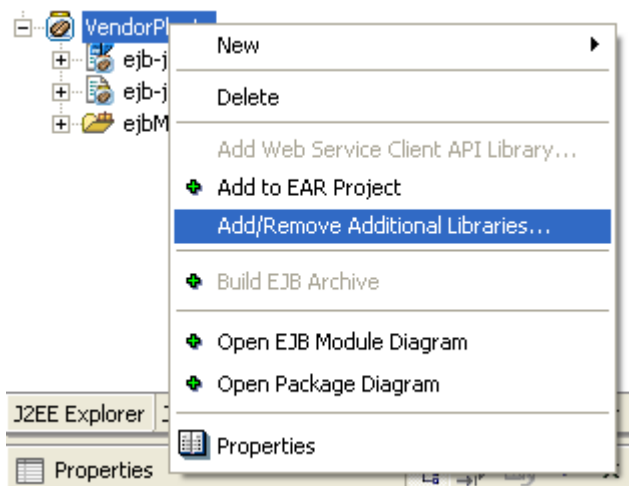 New
ejb-j
Delete
ejb-j
ejbM
Add Web Service Client API Library...
Add to EAR Project
Add/Remove Additional Libraries...
Build EJB Archive
Open EJB Module Diagram
Open Package Diagram
J2EE Explorer
Properties
Properties